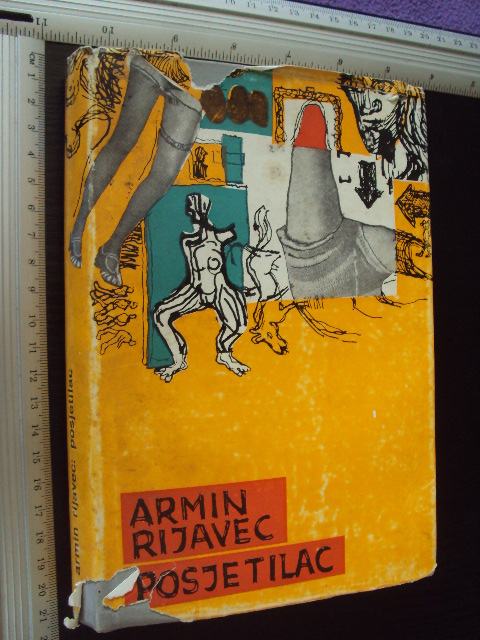 ARMIN
RIJAVEC
POSJETILAC
armin rijavec: posjetilac